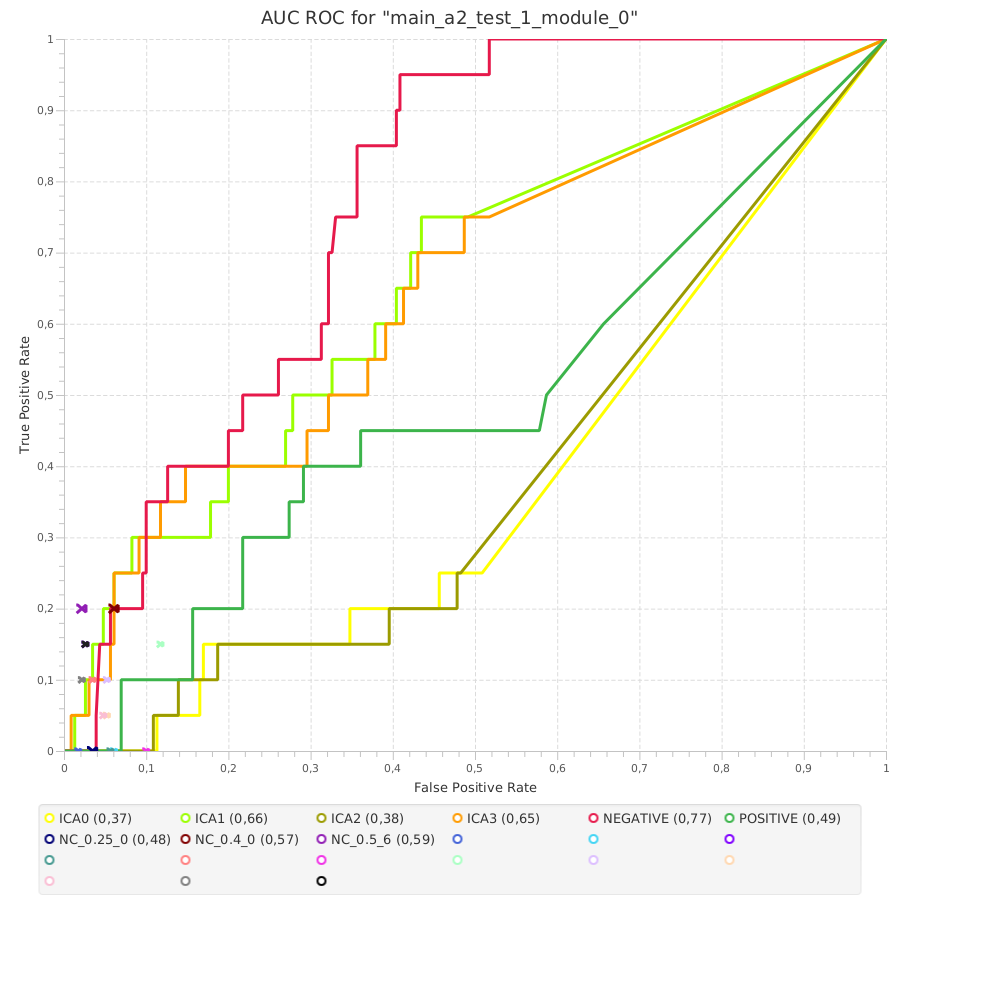 AUC ROC for "main_a2_test_1_module_0"
True Positive Rate
1
0,9
0,8
0,7
0,6
0,5
0,4
0,3
0,2
0,1
0
0 0,1 0,2 0,3 0,4 0,5 0,6 0,7 0,8 0,9 1
False Positive Rate
ICA0 (0,37) ICA1 (0,66) ICA2 (0,38) ICA3 (0,65) NEGATIVE (0,77) POSITIVE (0,49)
NC_0.25_0 (0,48) NC_0.4_0 (0,57) NC_0.5_6 (0,59)